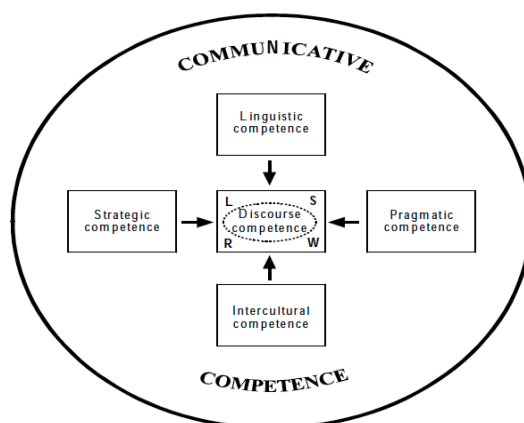 COMMUNICATIVE
Linguistic
competence
Strategic
competence
L S
Discourse
competence
R W
Pragmatic
competence
Intercultural
competence
COMPETENCE